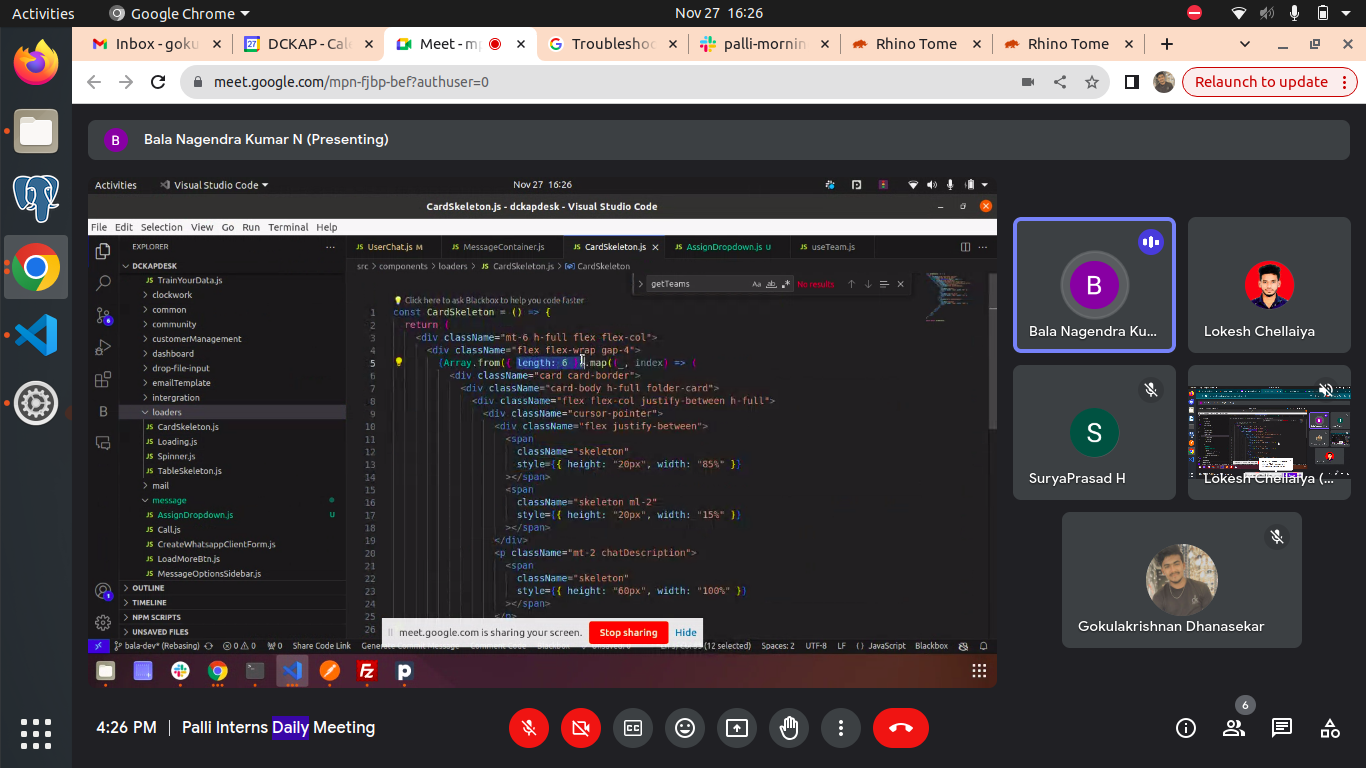 Activities
Google Chrome
Nov 27 16:26
Inbox - goku
DCKAP - Cale
Meet - mp
Troubleshoo
palli-mornin
Rhino Tome
Rhino Tome
meet.google.com/mpn-fjbp-bef?authuser=0
Relaunch to update
B
Bala Nagendra Kumar N (Presenting)
Activities
Visual Studio Code
Nov 27 16:26
CardSkeleton.js - dckapdesk - Visual Studio Code
File Edit Selection View Go Run Terminal Help
EXPLORER
DCKAPDESK
TrainYourData.js
clockwork
common
community
customerManagement
dashboard
drop-file-input
emailTemplate
intergration
loaders
CardSkeleton.js
Loading.js
Spinner.js
TableSkeleton.js
mail
message
AssignDropdown.js U
Call.js
CreateWhatsappClientForm.js
LoadMoreBtn.js
MessageOptionsSidebar.js
OUTLINE
TIMELINE
NPM SCRIPTS
UNSAVED FILES
UserChat.js M
MessageContainer.js
CardSkeleton.js
AssignDropdown.js U
useTeam.js
src > components > loaders > CardSkeleton.js > CardSkeleton
getTeams
No results
Click here to ask Blackbox to help you code faster
1 const CardSkeleton = () => {
2 return (
3 <div className="mt-6 h-full flex flex-col">
4 <div className="flex flex-wrap gap-4">
5 {Array.from({ length: 6 }).map((_, index) => (
6 <div className="card card-border">
7 <div className="card-body h-full folder-card">
8 <div className="flex flex-col justify-between h-full">
9 <div className="cursor-pointer">
10 <div className="flex justify-between">
11 <span
12 className="skeleton"
13 style={{ height: "20px", width: "85%" }}
14 ></span>
15 <span
16 className="skeleton ml-2"
17 style={{ height: "20px", width: "15%" }}
18 ></span>
19 </div>
20 <p className="mt-2 chatDescription">
21 <span
22 className="skeleton"
23 style={{ height: "60px", width: "100%" }}
24 ></span>
25 </p>
26
meet.google.com is sharing your screen.
Stop sharing
Hide
bala-dev* (Rebasing)
0 0
0
Share Code Link
(12 selected)
Spaces: 2
UTF-8
LF
JavaScript
Blackbox
B
Bala Nagendra Ku...
Lokesh Chellaiya
S
SuryaPrasad H
Lokesh Chellaiya (...
Gokulakrishnan Dhanasekar
4:26 PM | Palli Interns Daily Meeting
6